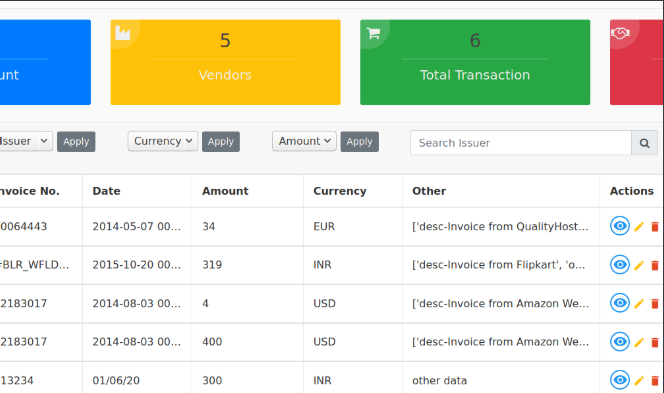 5
6
unt
Vendors
Total Transaction
Issuer
Apply
Currency
Apply
Amount
Apply
Search Issuer
nvoice No. Date Amount Currency Other Actions
0064443 2014-05-07 00... 34 EUR ['desc-Invoice from QualityHost...
#BLR_WFLD... 2015-10-20 00... 319 INR ['desc-Invoice from Flipkart', 'o...
2183017 2014-08-03 00... 4 USD ['desc-Invoice from Amazon We...
2183017 2014-08-03 00... 400 USD ['desc-Invoice from Amazon We...
13234 01/06/20 300 INR other data